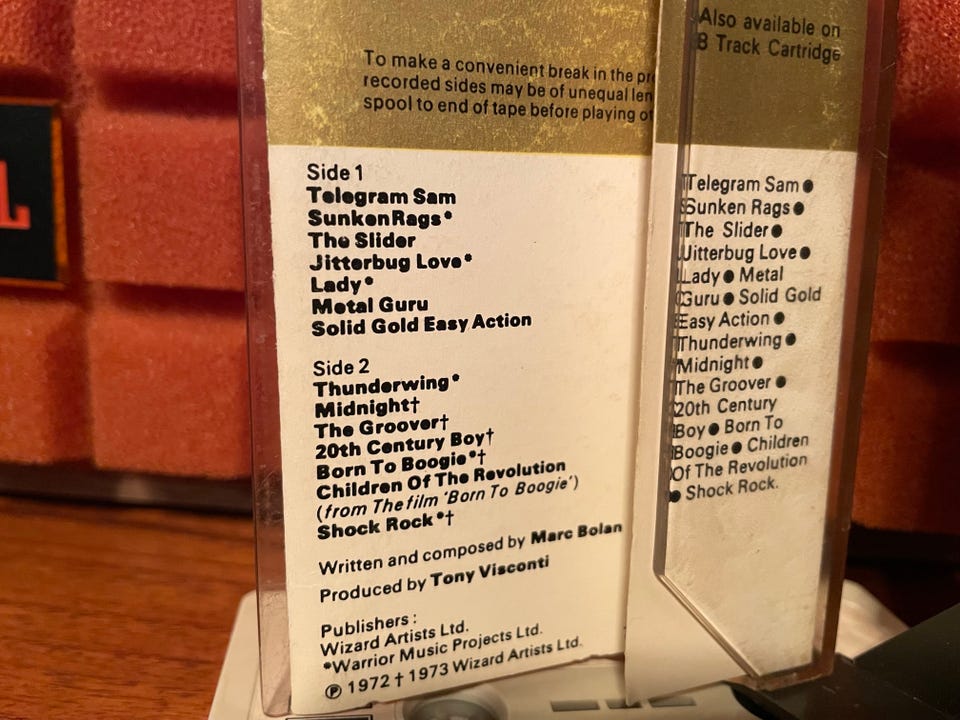 To make a convenient break in the
recorded sides may be of unequal
spool to end of tape before playing
Side 1
Telegram Sam
Sunken Rags*
The Slider
Jitterbug Love*
Lady*
Metal Guru
Solid Gold Easy Action
Side 2
Thunderwing*
Midnight†
The Groover†
20th Century Boy†
Born To Boogie*†
Children Of The Revolution
(from The film 'Born To Boogie')
Shock Rock*†
Written and composed by Marc Bolan
Produced by Tony Visconti
Publishers:
Wizard Artists Ltd.
*Warrior Music Projects Ltd.
℗ 1972 † 1973 Wizard Artists Ltd.
Also available on
8 Track Cartridge
Telegram Sam ●
Sunken Rags ●
The Slider ●
Jitterbug Love ●
Lady ● Metal
Guru ● Solid Gold
Easy Action ●
Thunderwing ●
Midnight ●
The Groover ●
20th Century
Boy ● Born To
Boogie ● Children
Of The Revolution
● Shock Rock.